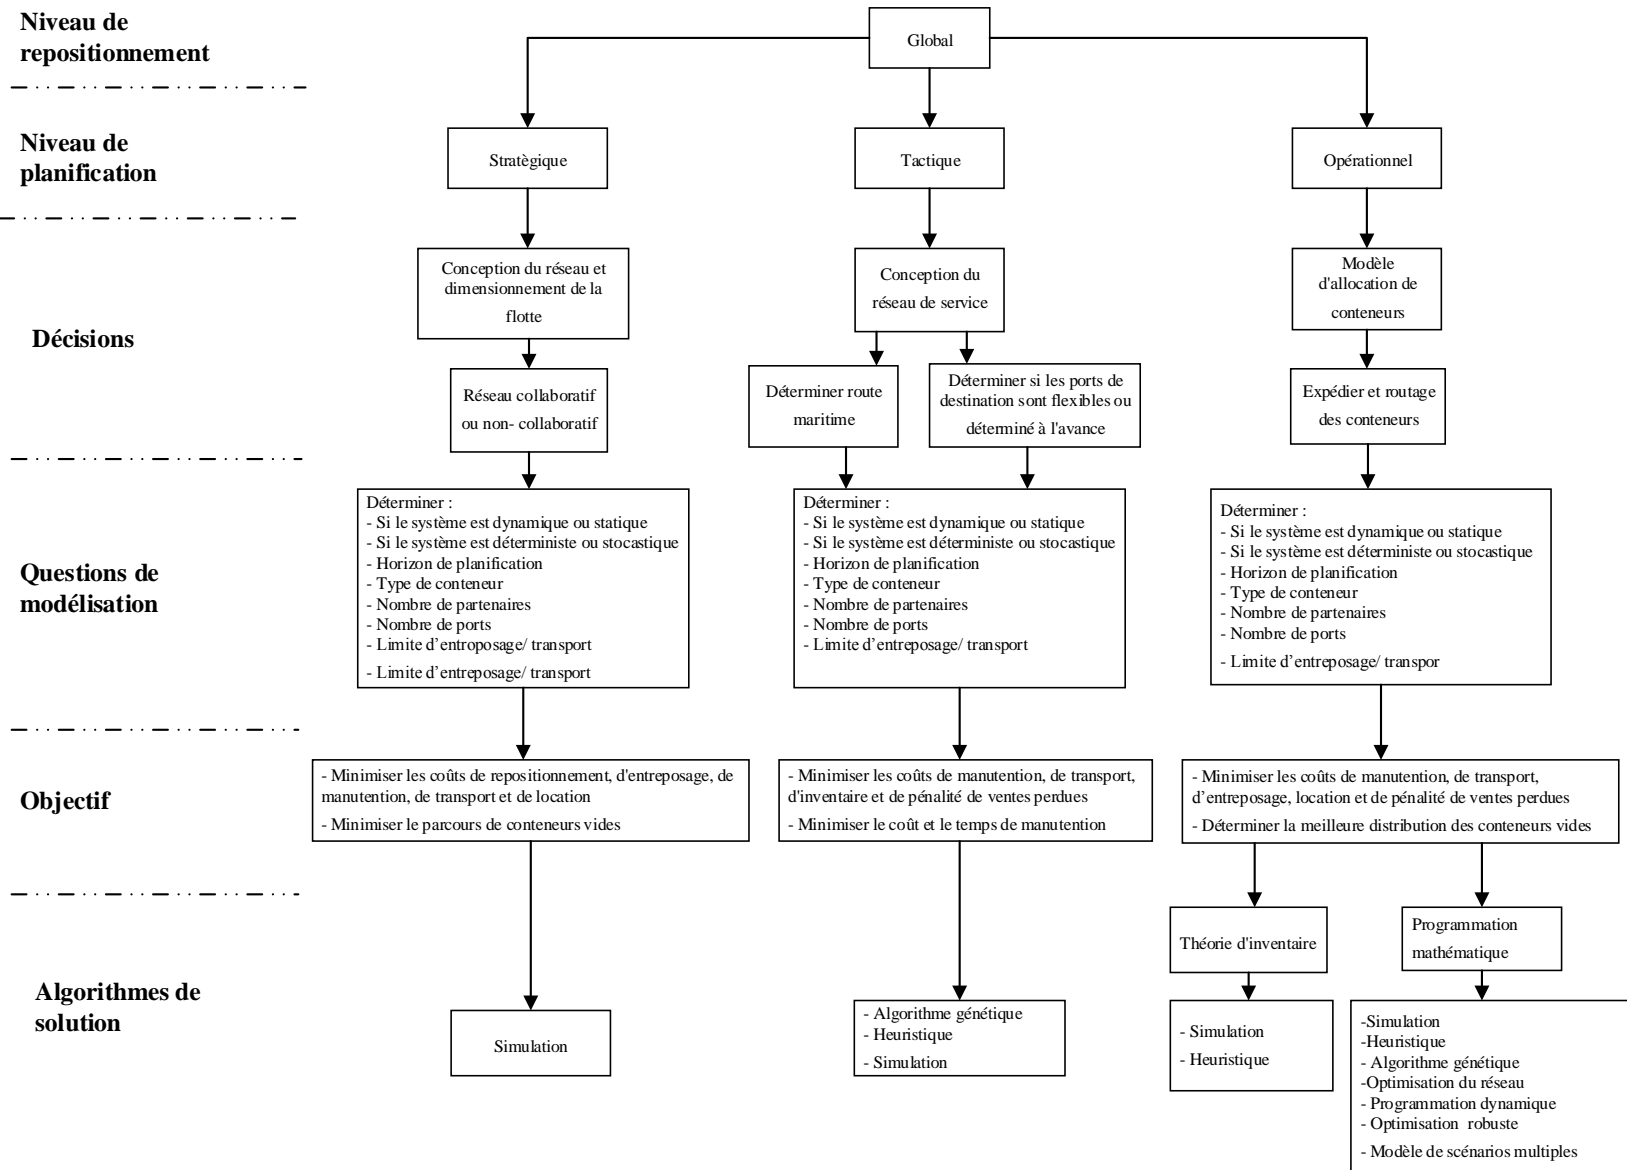 Niveau de
repositionnement
Global
Niveau de
planification
Stratègique
Tactique
Opérationnel
Décisions
Conception du réseau et
dimensionnement de la
flotte
Conception du
réseau de service
Modèle
d'allocation de
conteneurs
Réseau collaboratif
ou non- collaboratif
Déterminer route
maritime
Déterminer si les ports de
destination sont flexibles ou
déterminé à l'avance
Expédier et routage
des conteneurs
Questions de
modélisation
Déterminer :
- Si le système est dynamique ou statique
- Si le système est déterministe ou stocastique
- Horizon de planification
- Type de conteneur
- Nombre de partenaires
- Nombre de ports
- Limite d’entroposage/ transport
- Limite d’entreposage/ transport
Déterminer :
- Si le système est dynamique ou statique
- Si le système est déterministe ou stocastique
- Horizon de planification
- Type de conteneur
- Nombre de partenaires
- Nombre de ports
- Limite d’entreposage/ transport
Déterminer :
- Si le système est dynamique ou statique
- Si le système est déterministe ou stocastique
- Horizon de planification
- Type de conteneur
- Nombre de partenaires
- Nombre de ports
- Limite d’entreposage/ transpor
Objectif
- Minimiser les coûts de repositionnement, d'entreposage, de
manutention, de transport et de location
- Minimiser le parcours de conteneurs vides
- Minimiser les coûts de manutention, de transport,
d'inventaire et de pénalité de ventes perdues
- Minimiser le coût et le temps de manutention
- Minimiser les coûts de manutention, de transport,
d’entreposage, location et de pénalité de ventes perdues
- Déterminer la meilleure distribution des conteneurs vides
Algorithmes de
solution
Simulation
- Algorithme génétique
- Heuristique
- Simulation
Théorie d'inventaire
- Simulation
- Heuristique
Programmation
mathématique
-Simulation
-Heuristique
- Algorithme génétique
-Optimisation du réseau
- Programmation dynamique
- Optimisation robuste
- Modèle de scénarios multiples